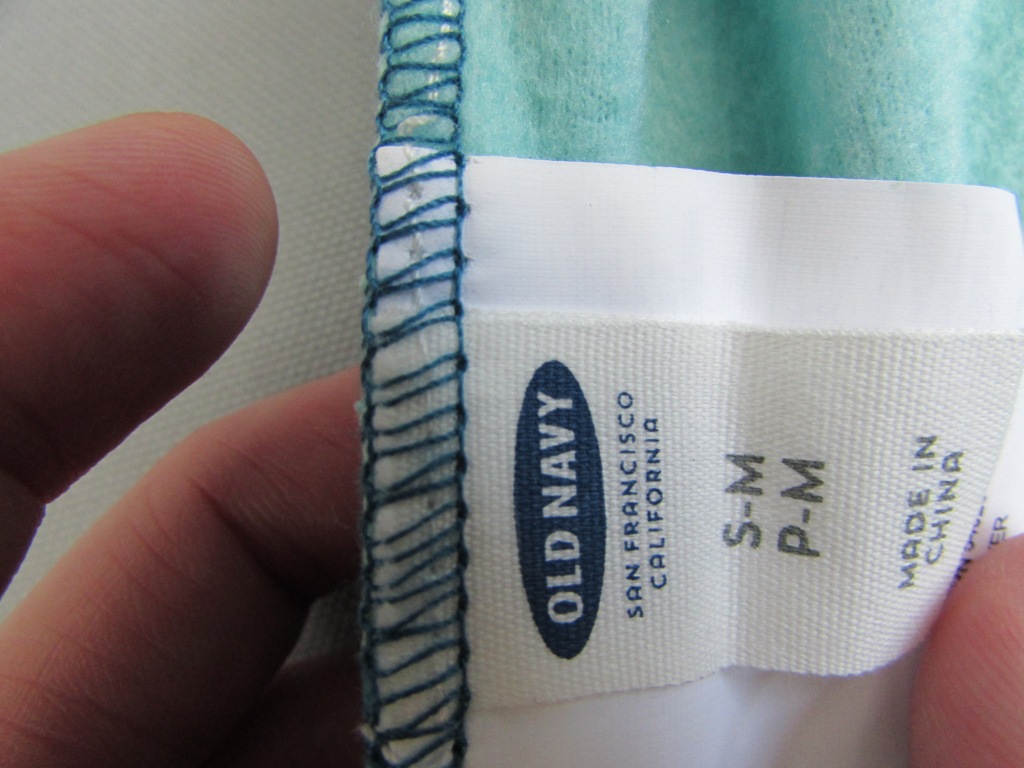 OLD NAVY
SAN FRANCISCO
CALIFORNIA
S-M
P-M
MADE IN
CHINA